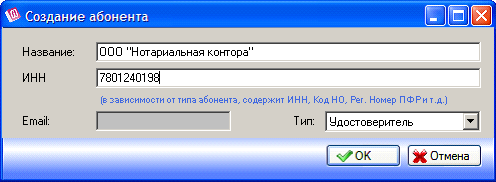 Создание абонента
Название: ООО "Нотариальная контора"
ИНН 7801240198
(в зависимости от типа абонента, содержит ИНН, Код НО, Рег. Номер ПФР и т.д.)
Email: Тип: Удостоверитель
OK Отмена